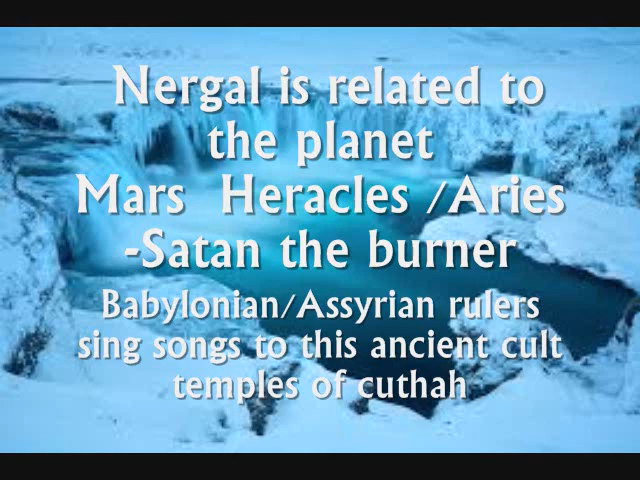 Nergal is related to
the planet
Mars Heracles /Aries
-Satan the burner
Babylonian/Assyrian rulers
sing songs to this ancient cult
temples of cuthah